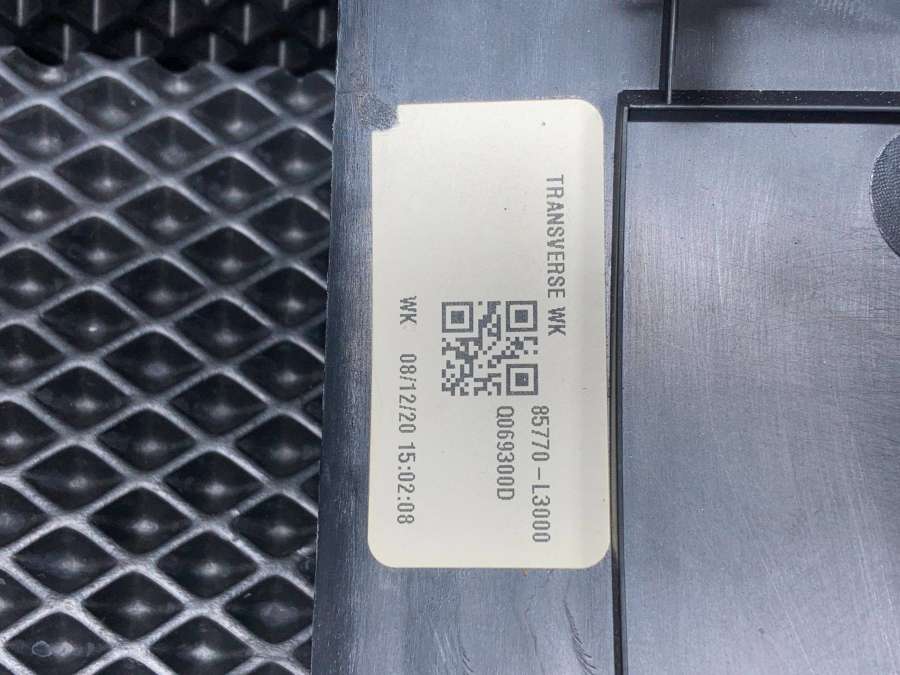 TRANSVERSE WK
85770-L3000
Q069300D
WK 08/12/20 15:02:08